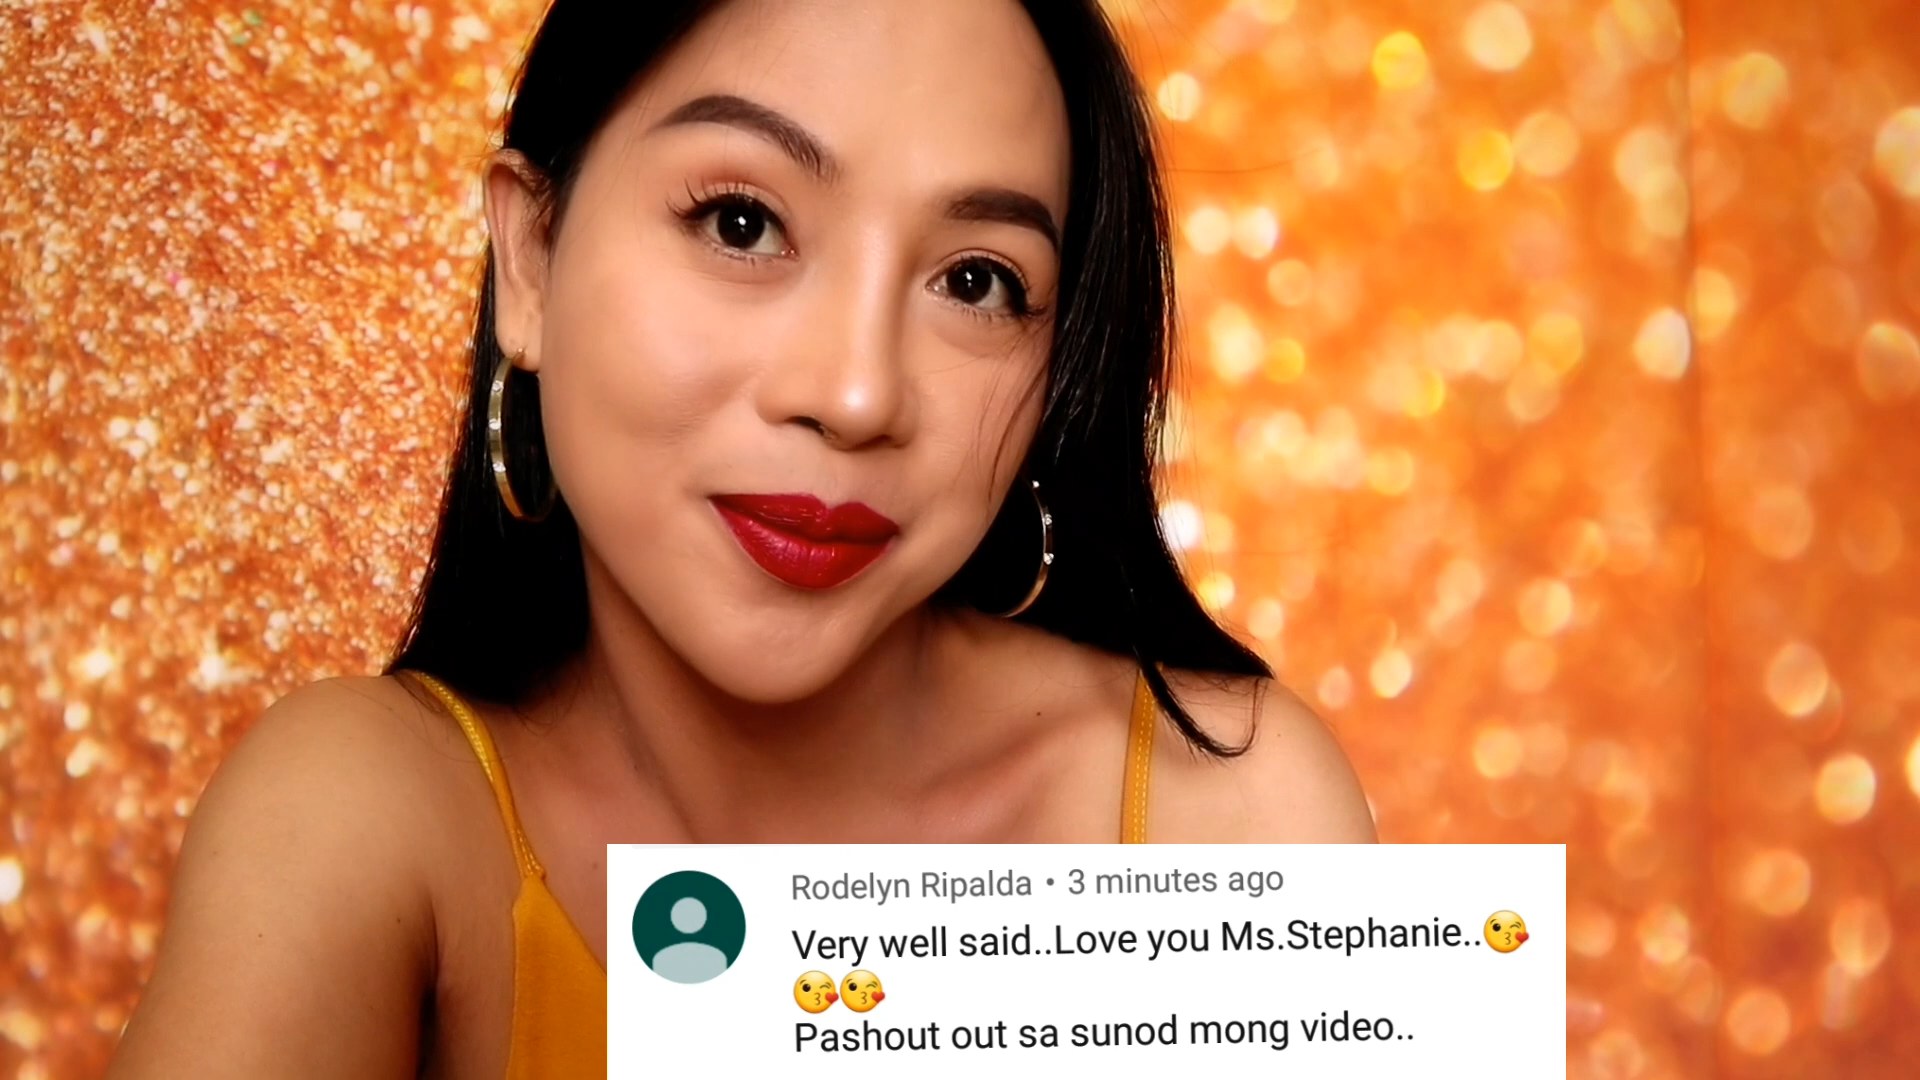 Rodelyn Ripalda • 3 minutes ago
Very well said..Love you Ms.Stephanie..😘
😘😘
Pashout out sa sunod mong video..